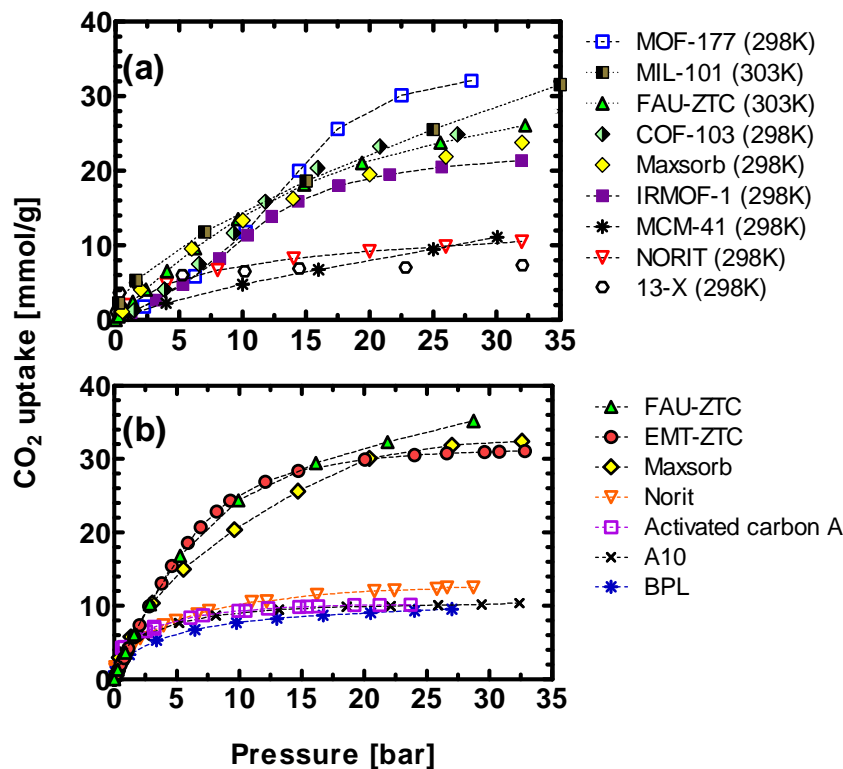 CO2 uptake [mmol/g]
(a)
40
30
20
10
0
0 5 10 15 20 25 30 35
MOF-177 (298K)
MIL-101 (303K)
FAU-ZTC (303K)
COF-103 (298K)
Maxsorb (298K)
IRMOF-1 (298K)
MCM-41 (298K)
NORIT (298K)
13-X (298K)
(b)
40
30
20
10
0
0 5 10 15 20 25 30 35
FAU-ZTC
EMT-ZTC
Maxsorb
Norit
Activated carbon A
A10
BPL
Pressure [bar]